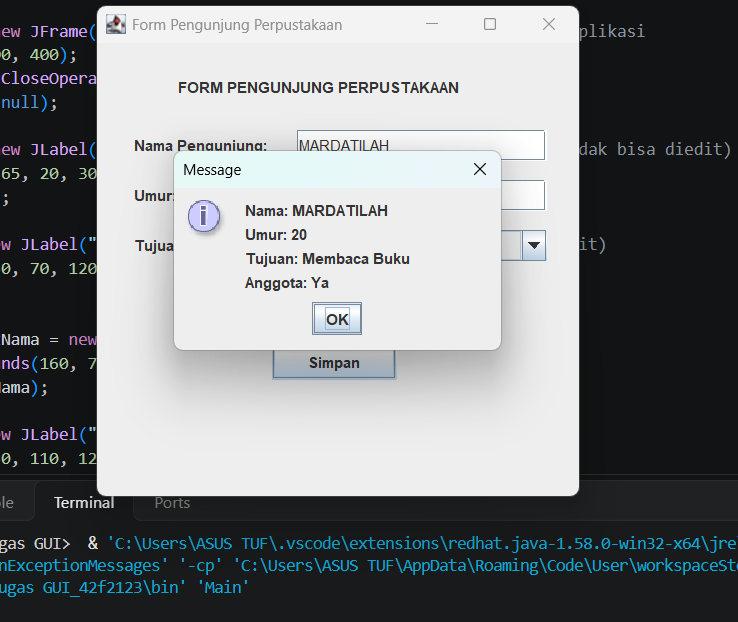 Form Pengunjung Perpustakaan
ew JFrame( plikasi
0, 400);
CloseOpera
null);
FORM PENGUNJUNG PERPUSTAKAAN
ew JLabel( dak bisa diedit)
65, 20, 30
;
Nama Pengunjung: MARDATILAH
Message
Umur:
Nama: MARDATILAH
Umur: 20
w JLabel(" Tujua it)
Tujuan: Membaca Buku
0, 70, 120
Anggota: Ya
OK
Nama = new
nds(160, 7 Simpan
Nama);
w JLabel("
0, 110, 12
le Terminal Ports
gas GUI> & 'C:\Users\ASUS TUF\.vscode\extensions\redhat.java-1.58.0-win32-x64\jre
nExceptionMessages' '-cp' 'C:\Users\ASUS TUF\AppData\Roaming\Code\User\workspaceSto
ugas GUI_42f2123\bin' 'Main'